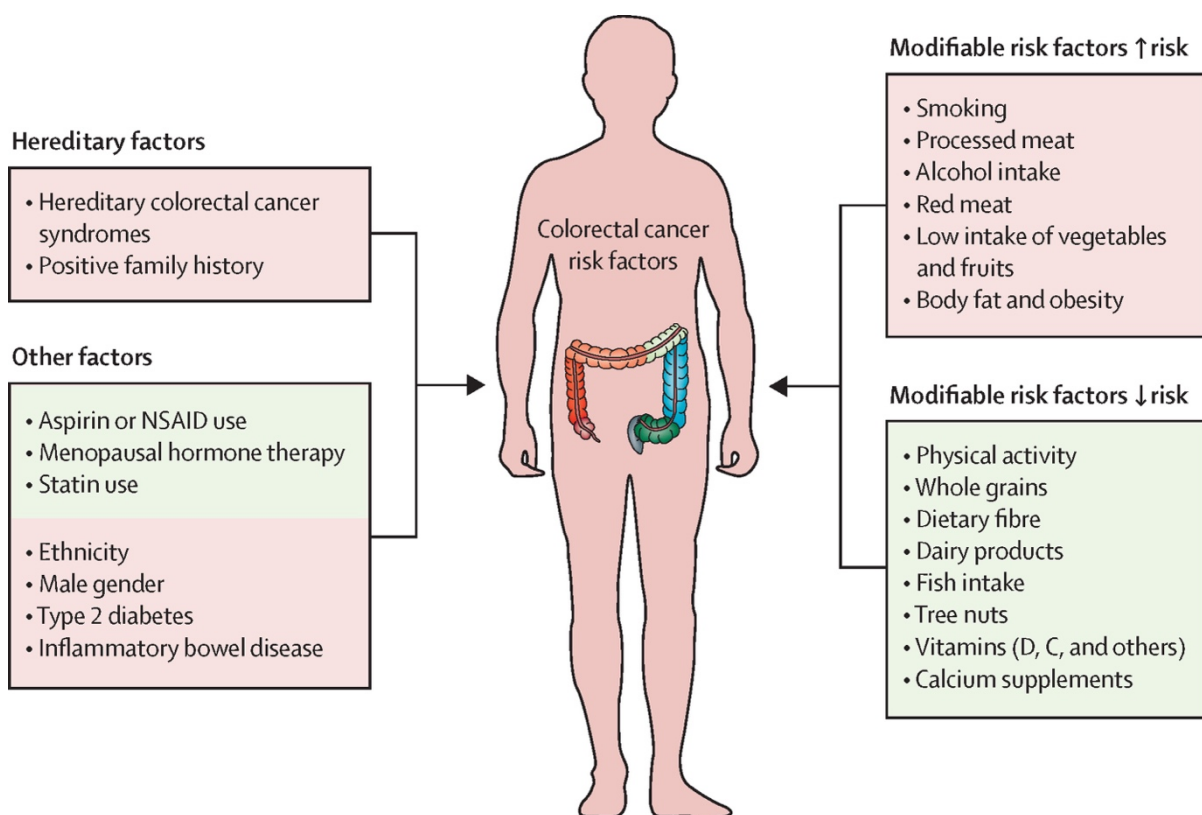 Hereditary factors
• Hereditary colorectal cancer
syndromes
• Positive family history
Other factors
• Aspirin or NSAID use
• Menopausal hormone therapy
• Statin use
• Ethnicity
• Male gender
• Type 2 diabetes
• Inflammatory bowel disease
Colorectal cancer
risk factors
Modifiable risk factors ↑risk
• Smoking
• Processed meat
• Alcohol intake
• Red meat
• Low intake of vegetables
and fruits
• Body fat and obesity
Modifiable risk factors ↓risk
• Physical activity
• Whole grains
• Dietary fibre
• Dairy products
• Fish intake
• Tree nuts
• Vitamins (D, C, and others)
• Calcium supplements